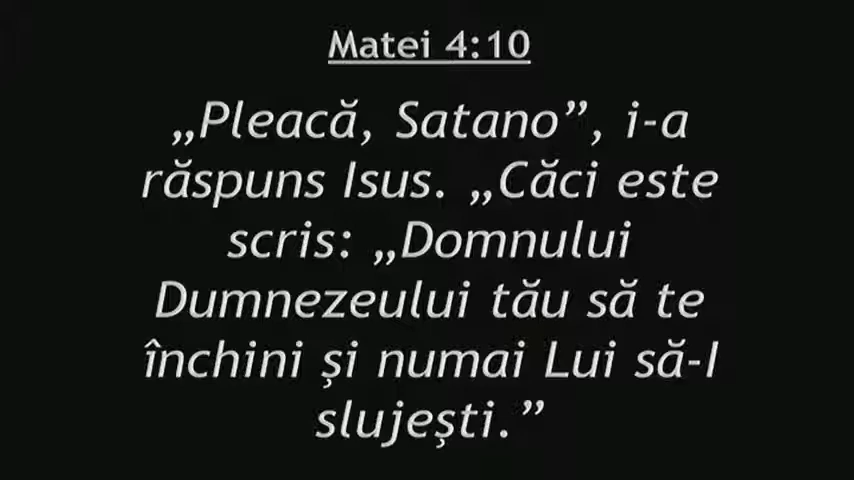 Matei 4:10
„Pleacă, Satano”, i-a
răspuns Isus. „Căci este
scris: „Domnului
Dumnezeului tău să te
închini și numai Lui să-I
slujești.”